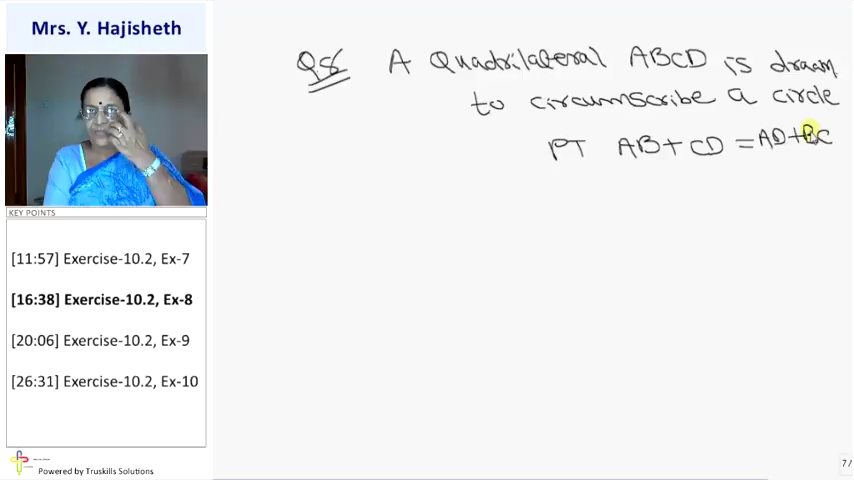 Mrs. Y. Hajisheth
KEY POINTS
[11:57] Exercise-10.2, Ex-7
[16:38] Exercise-10.2, Ex-8
[20:06] Exercise-10.2, Ex-9
[26:31] Exercise-10.2, Ex-10
Powered by Truskills Solutions
Q8 A Quadrilateral ABCD is drawn
to circumscribe a circle
PT AB+CD=AD+BC
7/